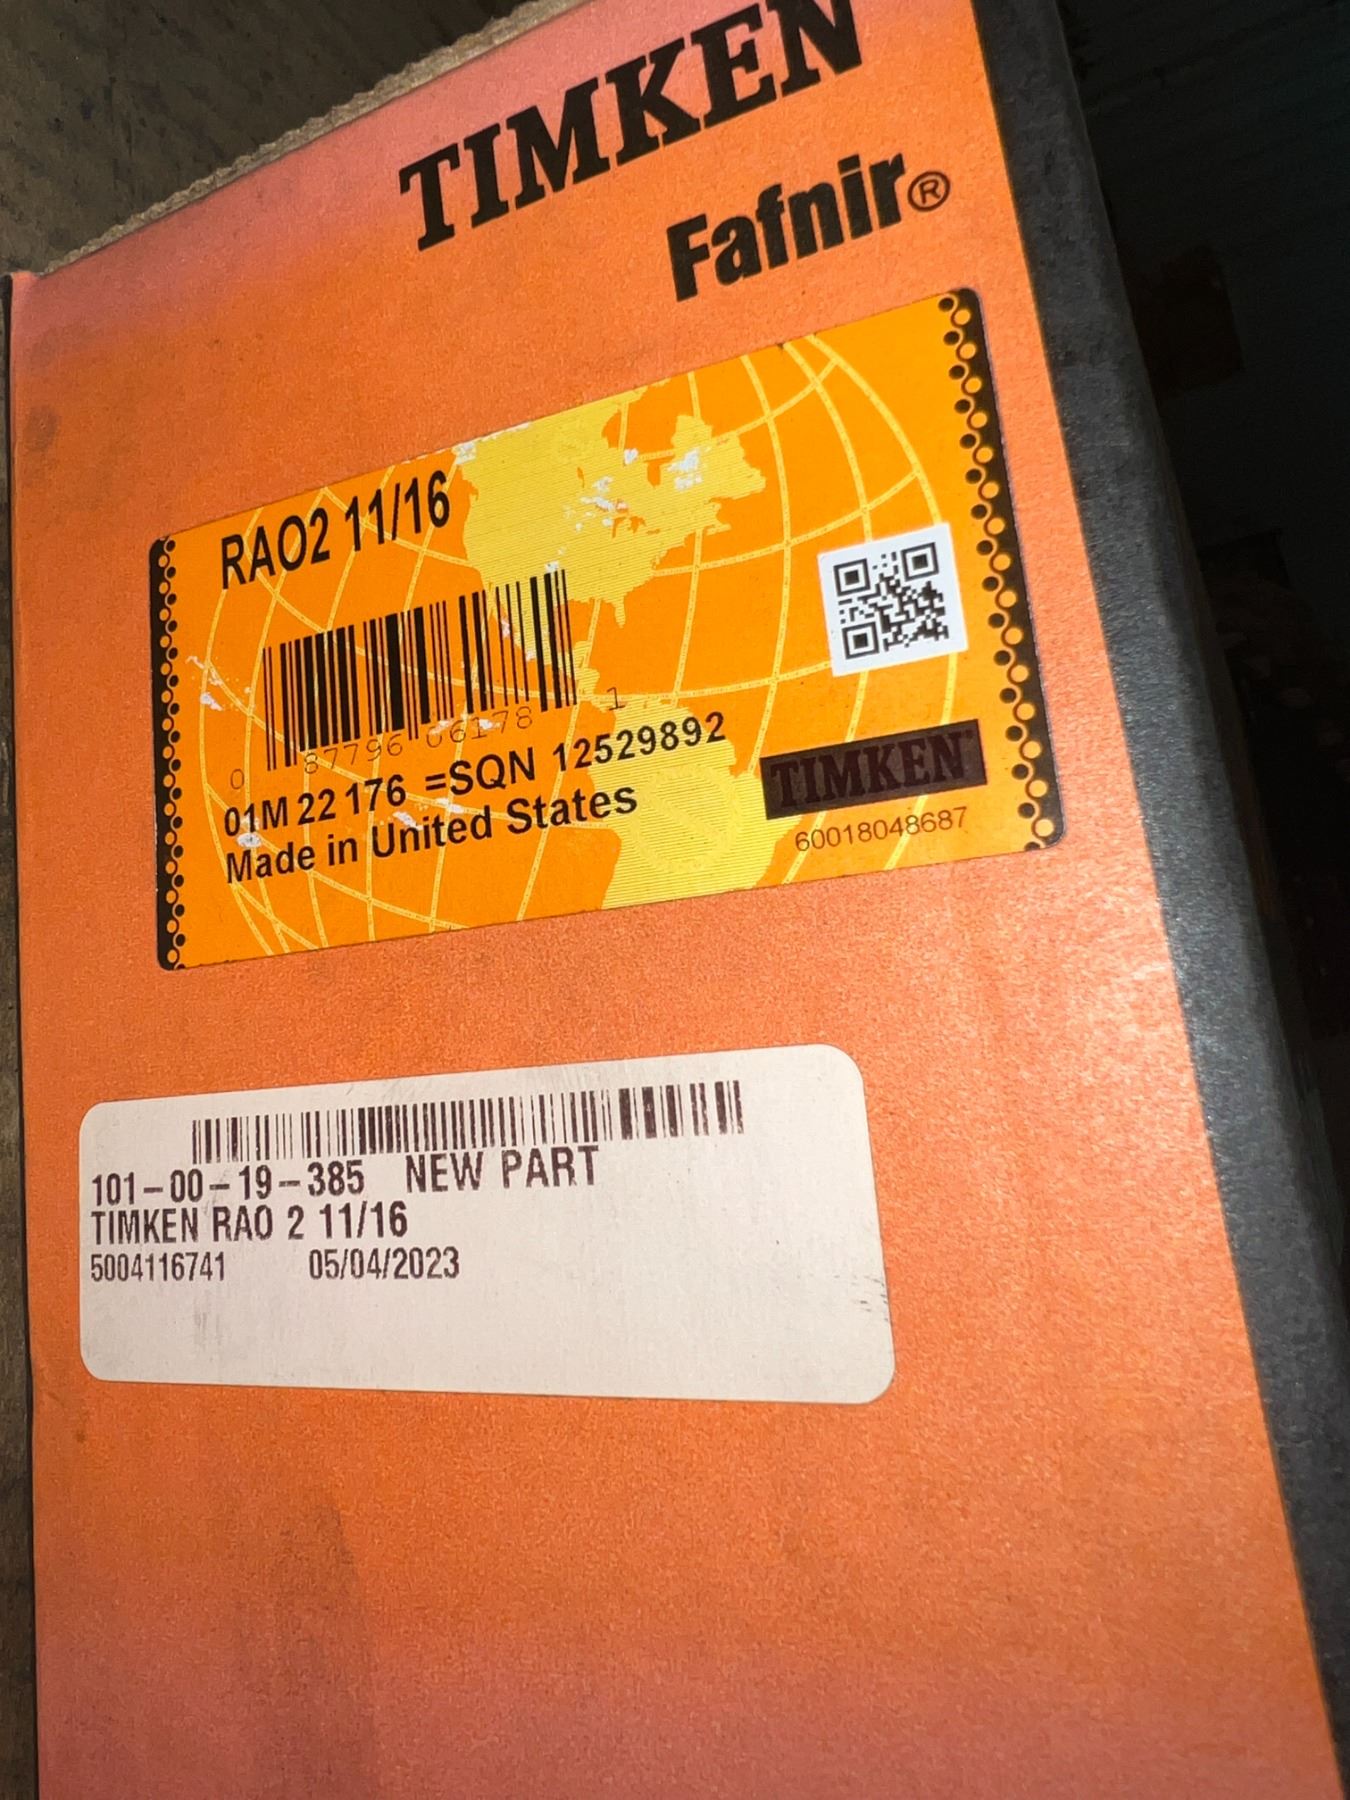 TIMKEN
Fafnir®
RAO2 11/16
0 87796 06178 1
01M 22 176 =SQN 12529892
Made in United States
TIMKEN
60018048687
101-00-19-385 NEW PART
TIMKEN RAO 2 11/16
5004116741 05/04/2023